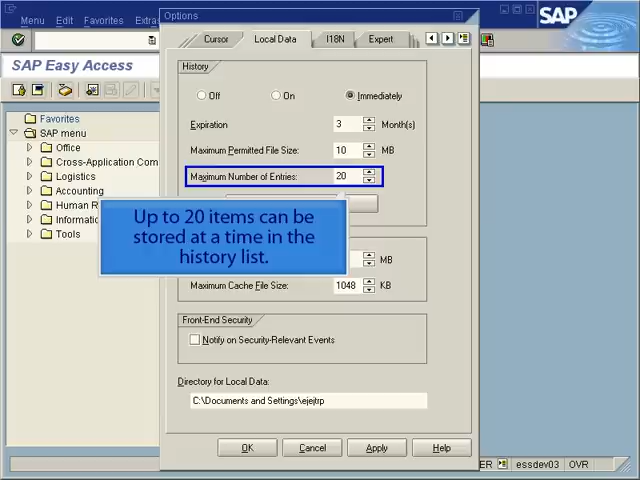 Options
Menu Edit Favorites Extras
SAP
Cursor Local Data I18N Expert
SAP Easy Access
History
Off On Immediately
Expiration 3 Month(s)
Maximum Permitted File Size: 10 MB
Maximum Number of Entries: 20
Favorites
SAP menu
Office
Cross-Application Com
Logistics
Accounting
Human R
Informatic
Tools
Up to 20 items can be
stored at a time in the
history list.
MB
Maximum Cache File Size: 1048 KB
Front-End Security
Notify on Security-Relevant Events
Directory for Local Data:
C:\Documents and Settings\ejejtrp
OK Cancel Apply Help
ER essdev03 OVR